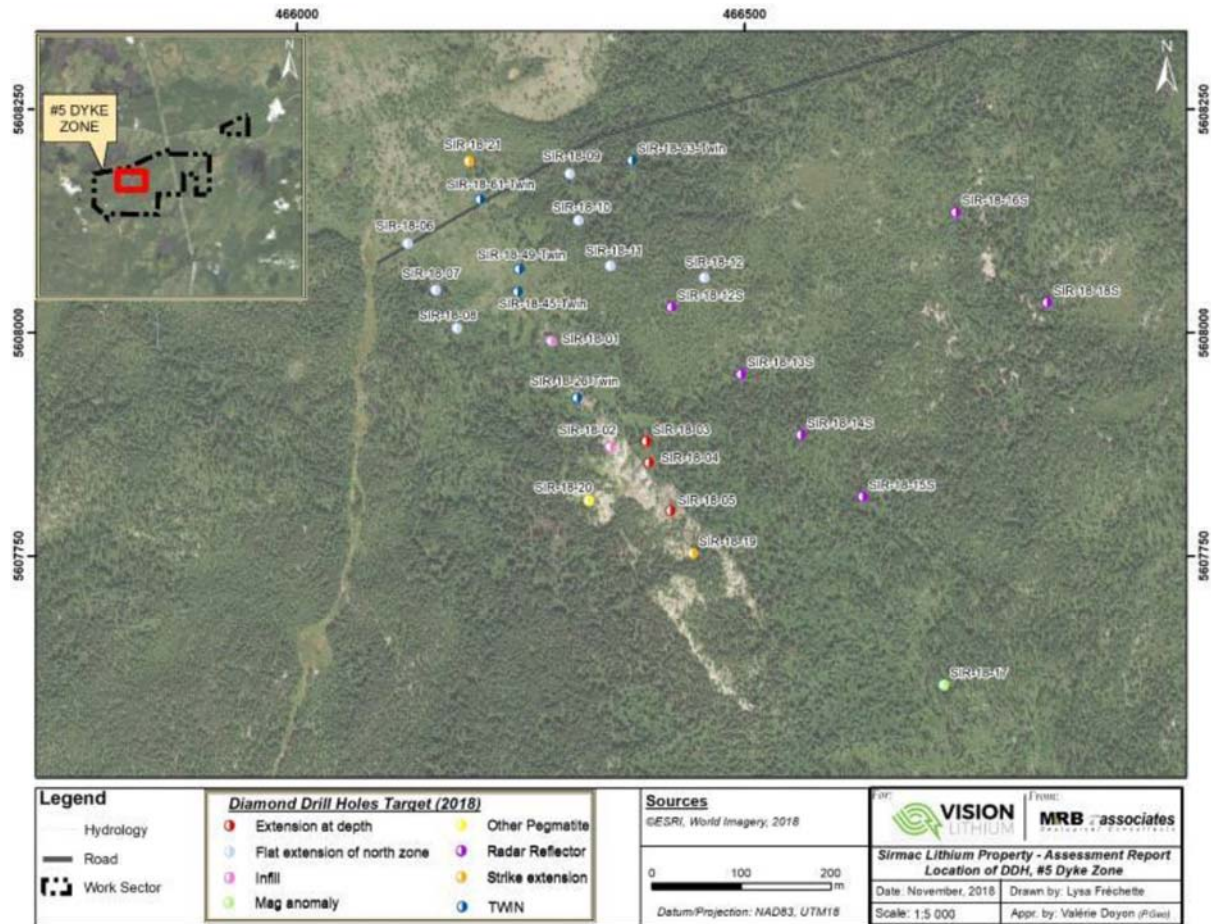 466000
466500
N
#5 DYKE
ZONE
N
5608250
5608250
SIR-18-21
SIR-18-09
SIR-18-63-Twin
SIR-18-61-Twin
SIR-18-10
SIR-18-16S
SIR-18-06
SIR-18-49-Twin
SIR-18-11
SIR-18-12
SIR-18-07
SIR-18-45-Twin
SIR-18-12S
SIR-18-18S
SIR-18-08
5608000
5608000
SIR-18-01
SIR-18-13S
SIR-18-26-Twin
SIR-18-02
SIR-18-03
SIR-18-14S
SIR-18-04
SIR-18-20
SIR-18-15S
SIR-18-05
SIR-18-19
5607750
5607750
SIR-18-17
Legend
Hydrology
Road
Work Sector
Diamond Drill Holes Target (2018)
Extension at depth
Flat extension of north zone
Infill
Mag anomaly
Other Pegmatite
Radar Reflector
Strike extension
TWIN
Sources
©ESRI, World Imagery, 2018
0 100 200
m
Datum/Projection: NAD83, UTM18
For:
VISION
LITHIUM
From:
MRB associates
Geological Consultants
Sirmac Lithium Property - Assessment Report
Location of DDH, #5 Dyke Zone
Date: November, 2018
Drawn by: Lysa Fréchette
Scale: 1:5 000
Appr. by: Valérie Doyon (PGeo)